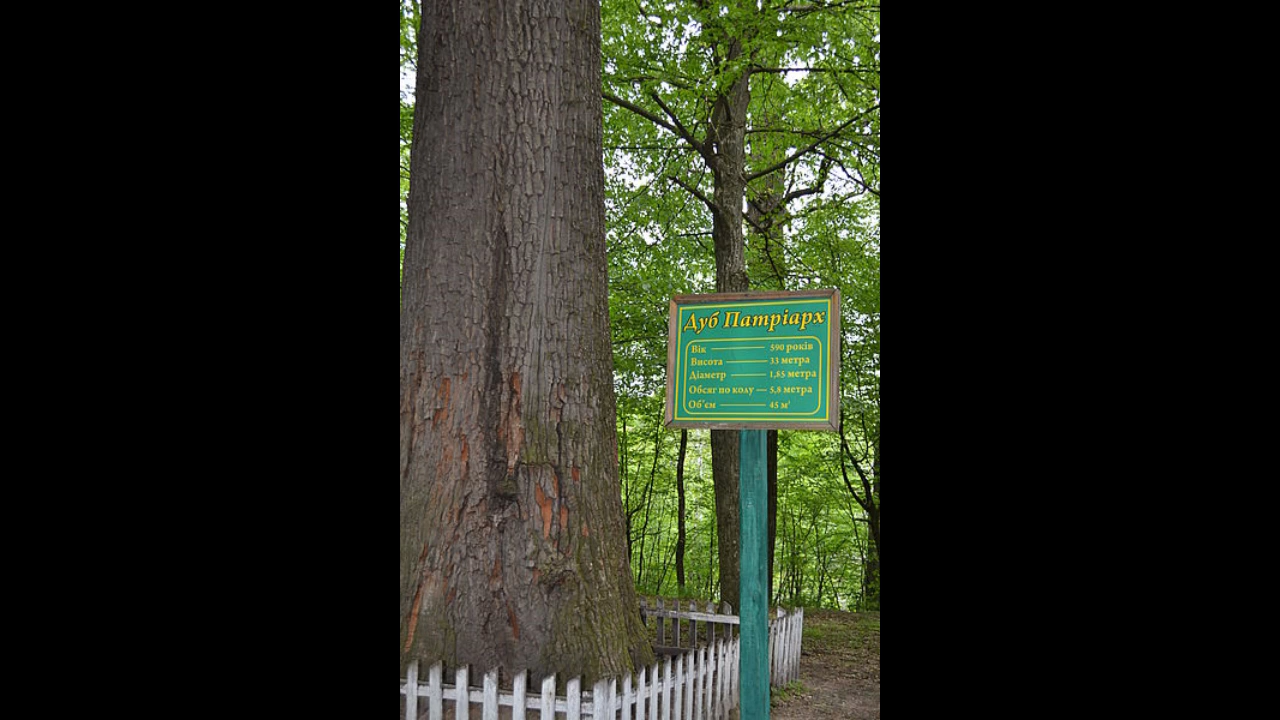 Дуб Патріарх
Вік — 590 років
Висота — 33 метра
Діаметр — 1,85 метра
Обсяг по колу — 5,8 метра
Об'єм — 45 м³